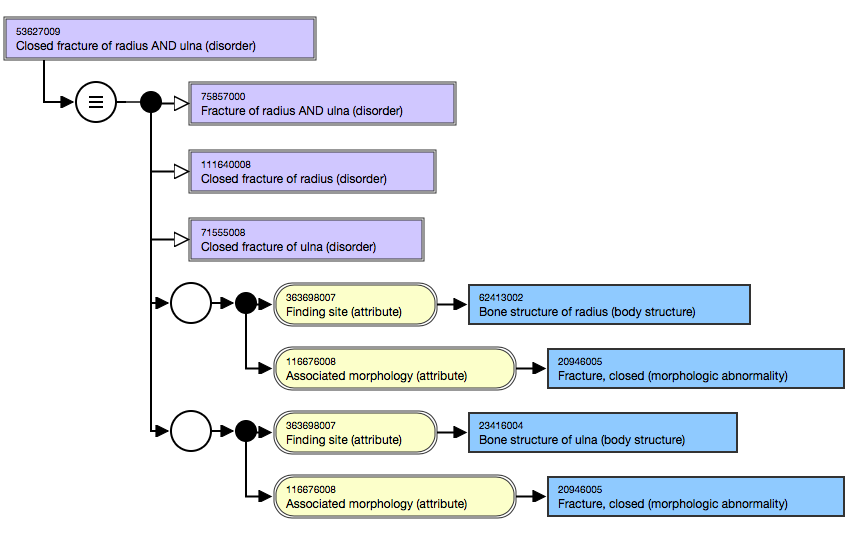 53627009
Closed fracture of radius AND ulna (disorder)
75857000
Fracture of radius AND ulna (disorder)
111640008
Closed fracture of radius (disorder)
71555008
Closed fracture of ulna (disorder)
363698007
Finding site (attribute)
62413002
Bone structure of radius (body structure)
116676008
Associated morphology (attribute)
20946005
Fracture, closed (morphologic abnormality)
363698007
Finding site (attribute)
23416004
Bone structure of ulna (body structure)
116676008
Associated morphology (attribute)
20946005
Fracture, closed (morphologic abnormality)